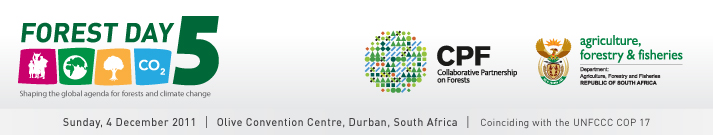 FOREST DAY 5
CO2
Shaping the global agenda for forests and climate change
CPF
Collaborative Partnership
on Forests
agriculture,
forestry & fisheries
Department:
Agriculture, Forestry and Fisheries
REPUBLIC OF SOUTH AFRICA
Sunday, 4 December 2011 | Olive Convention Centre, Durban, South Africa | Coinciding with the UNFCCC COP 17